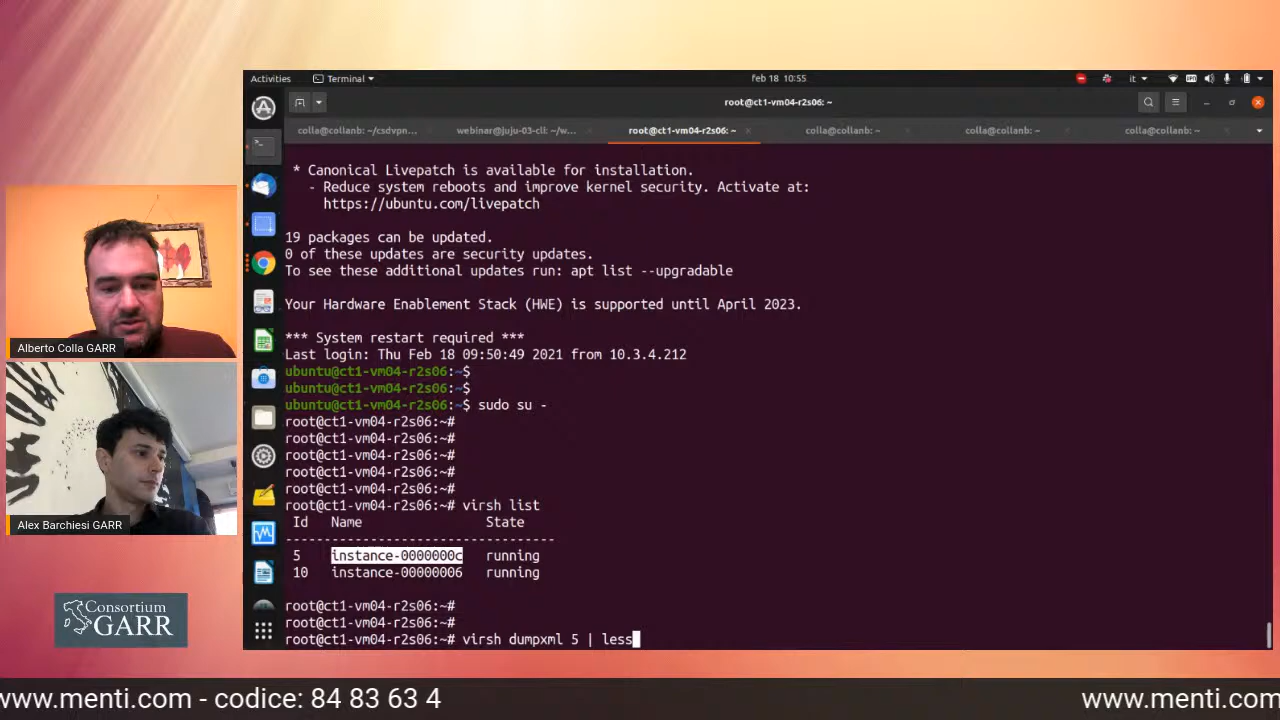 Activities Terminal feb 18 10:55 it
root@ct1-vm04-r2s06: ~
colla@collanb: ~/csdvpn... webinar@juju-03-cli: ~/w... root@ct1-vm04-r2s06: ~ colla@collanb: ~ colla@collanb: ~ colla@collanb: ~
* Canonical Livepatch is available for installation.
- Reduce system reboots and improve kernel security. Activate at:
https://ubuntu.com/livepatch
19 packages can be updated.
0 of these updates are security updates.
To see these additional updates run: apt list --upgradable
Your Hardware Enablement Stack (HWE) is supported until April 2023.
*** System restart required ***
Last login: Thu Feb 18 09:50:49 2021 from 10.3.4.212
ubuntu@ct1-vm04-r2s06:~$
ubuntu@ct1-vm04-r2s06:~$
ubuntu@ct1-vm04-r2s06:~$ sudo su -
root@ct1-vm04-r2s06:~#
root@ct1-vm04-r2s06:~#
root@ct1-vm04-r2s06:~#
root@ct1-vm04-r2s06:~#
root@ct1-vm04-r2s06:~#
root@ct1-vm04-r2s06:~# virsh list
Id Name State
----------------------------------
5 instance-0000000c running
10 instance-00000006 running
root@ct1-vm04-r2s06:~#
root@ct1-vm04-r2s06:~#
root@ct1-vm04-r2s06:~# virsh dumpxml 5 | less
Alberto Colla GARR
Alex Barchiesi GARR
Consortium
GARR
www.menti.com - codice: 84 83 63 4 www.menti.com